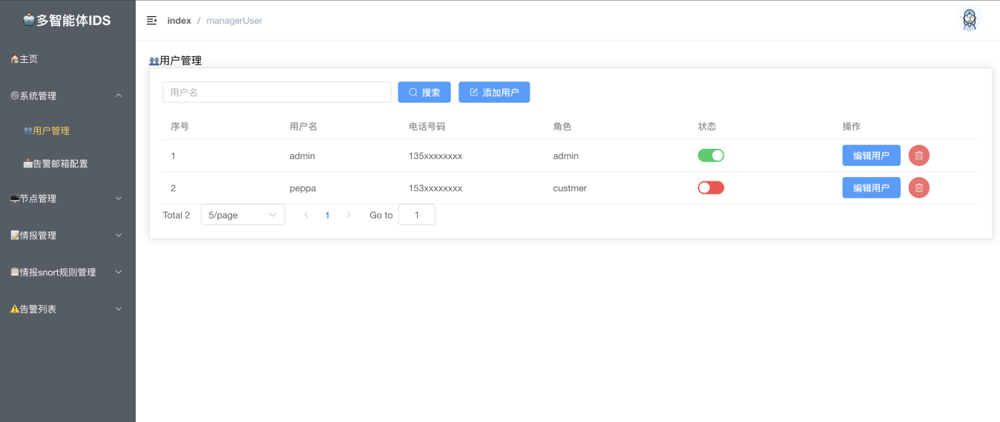 多智能体IDS
index / managerUser
主页
系统管理
用户管理
告警邮箱配置
节点管理
情报管理
情报snort规则管理
告警列表
用户管理
用户名 搜索 添加用户
序号 用户名 电话号码 角色 状态 操作
1 admin 135xxxxxxxx admin 编辑用户
2 peppa 153xxxxxxxx custmer 编辑用户
Total 2 5/page 1 Go to 1